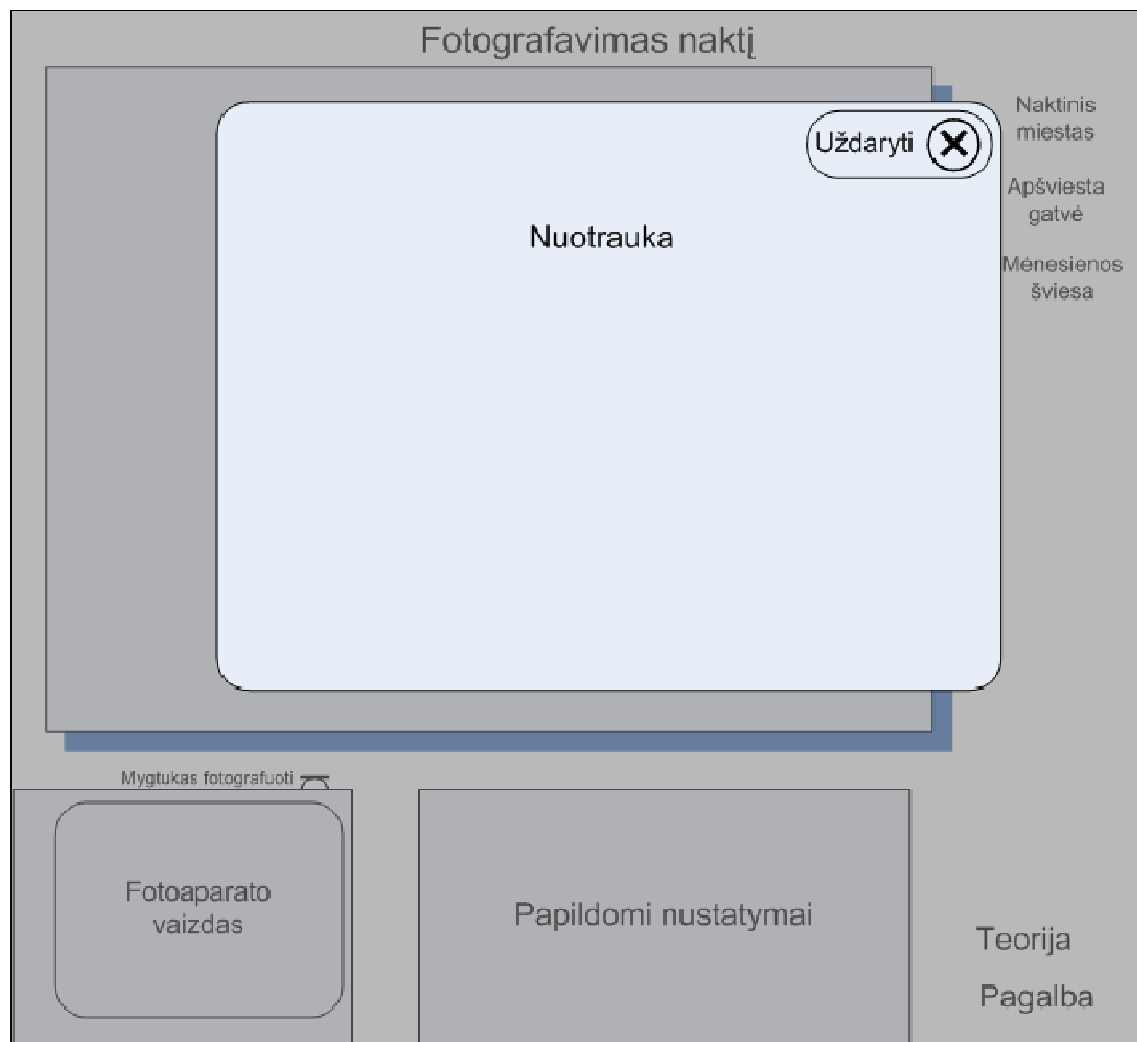 Fotografavimas naktį
Naktinis
miestas
Uždaryti
Apšviesta
gatvė
Nuotrauka
Mėnesienos
šviesa
Mygtukas fotografuoti
Fotoaparato
vaizdas
Papildomi nustatymai
Teorija
Pagalba